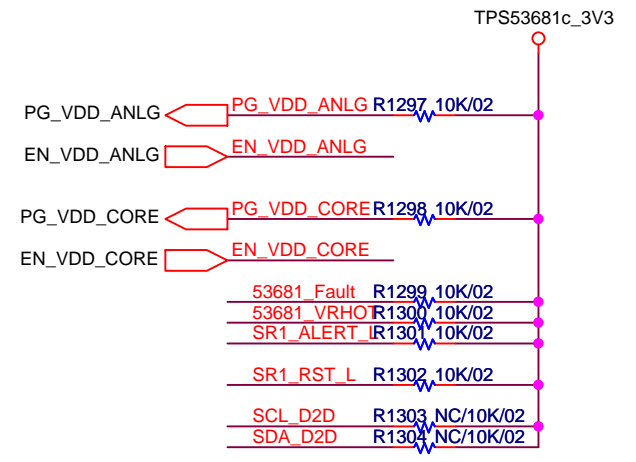 TPS53681c_3V3
PG_VDD_ANLG PG_VDD_ANLG R1297 10K/02
EN_VDD_ANLG EN_VDD_ANLG
PG_VDD_CORE PG_VDD_CORE R1298 10K/02
EN_VDD_CORE EN_VDD_CORE
53681_Fault R1299 10K/02
53681_VRHOT R1300 10K/02
SR1_ALERT_L R1301 10K/02
SR1_RST_L R1302 10K/02
SCL_D2D R1303 NC/10K/02
SDA_D2D R1304 NC/10K/02